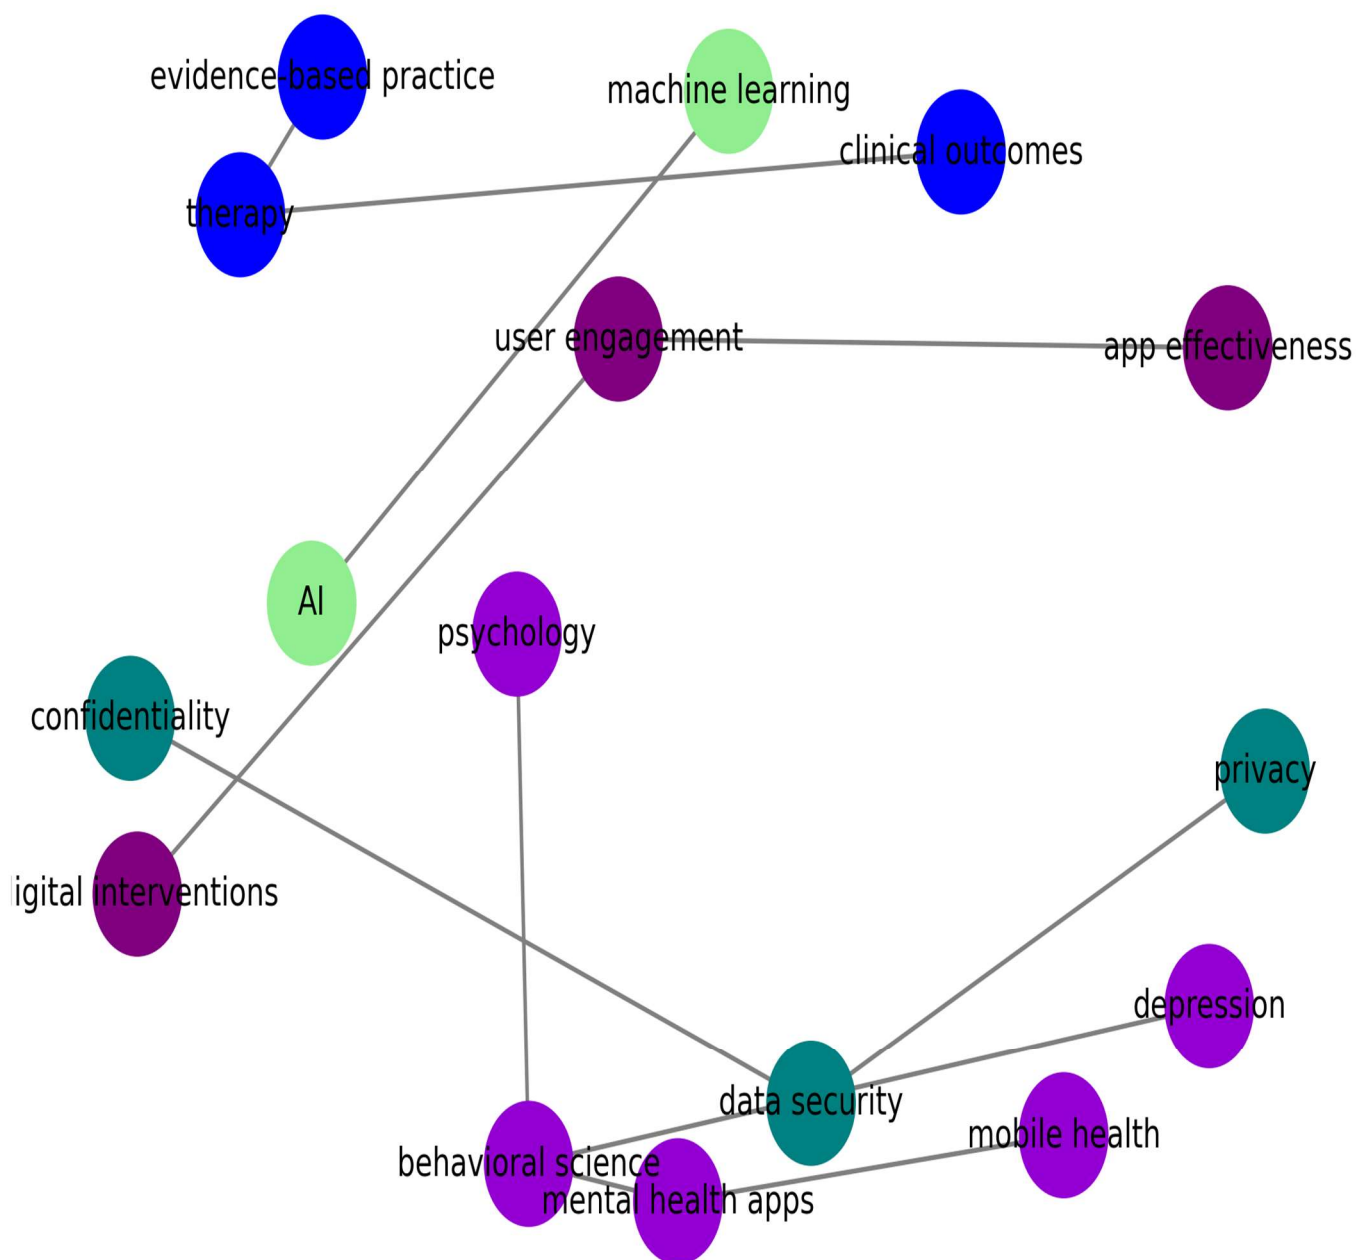 evidence-based practice
machine learning
clinical outcomes
therapy
user engagement
app effectiveness
AI
psychology
confidentiality
privacy
igital interventions
depression
data security
mobile health
behavioral science
mental health apps